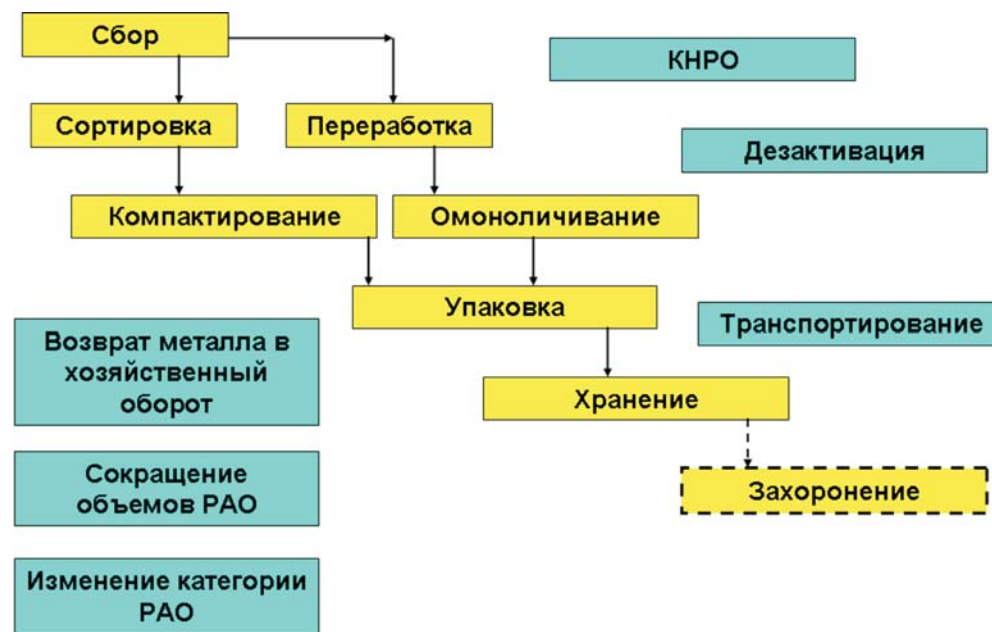 Сбор
КНРО
Сортировка
Переработка
Дезактивация
Компактирование
Омоноличивание
Упаковка
Транспортирование
Возврат металла в
хозяйственный
оборот
Хранение
Сокращение
объемов РАО
Захоронение
Изменение категории
РАО